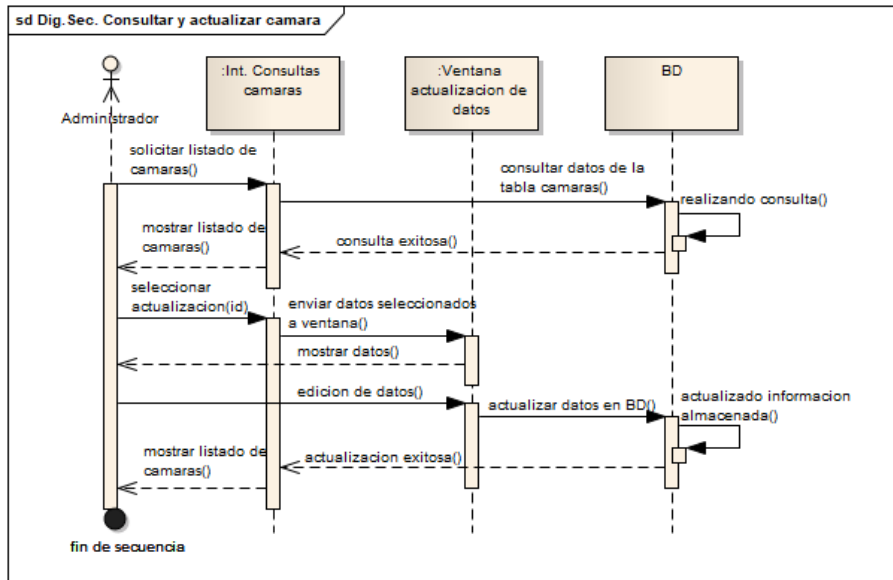 sd Dig.Sec. Consultar y actualizar camara
Administrador
:Int. Consultas
camaras
:Ventana
actualizacion de
datos
BD
solicitar listado de
camaras()
consultar datos de la
tabla camaras()
realizando consulta()
consulta exitosa()
mostrar listado de
camaras()
seleccionar
actualizacion(id)
enviar datos seleccionados
a ventana()
mostrar datos()
edicion de datos()
actualizar datos en BD()
actualizado informacion
almacenada()
actualizacion exitosa()
mostrar listado de
camaras()
fin de secuencia